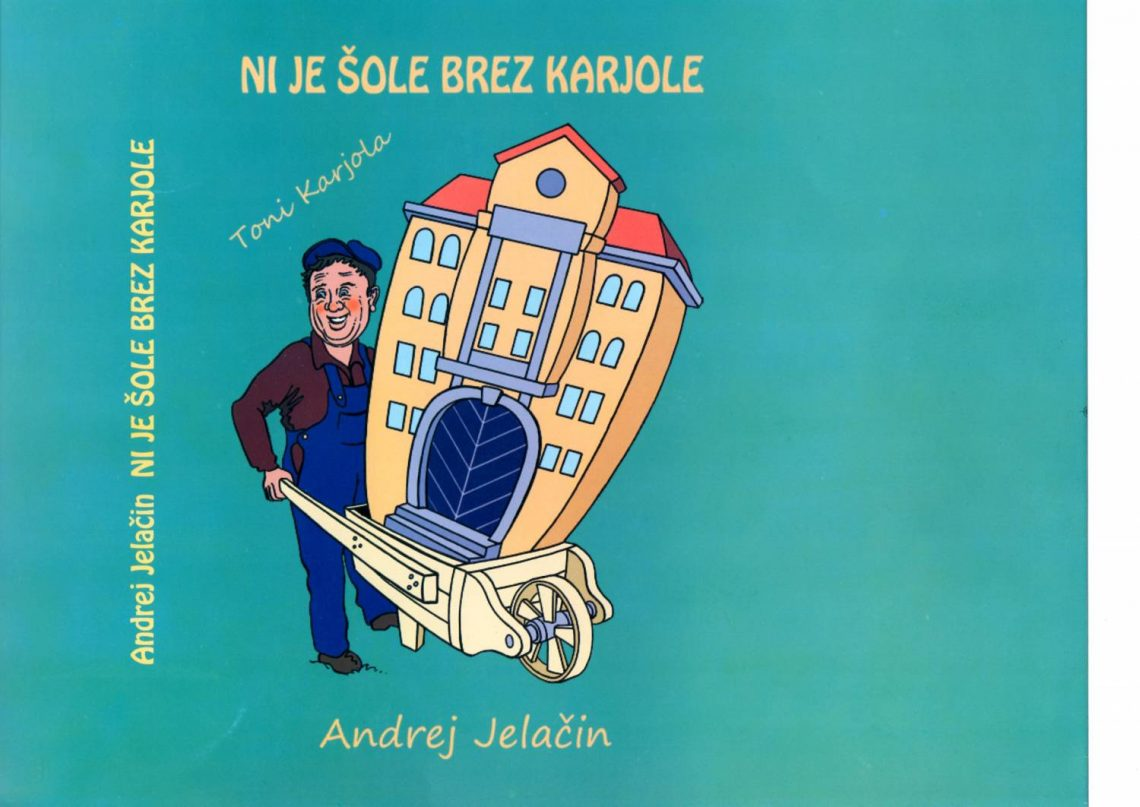 NI JE ŠOLE BREZ KARJOLE
Toni Karjola
Andrej Jelačin NI JE ŠOLE BREZ KARJOLE
Andrej Jelačin